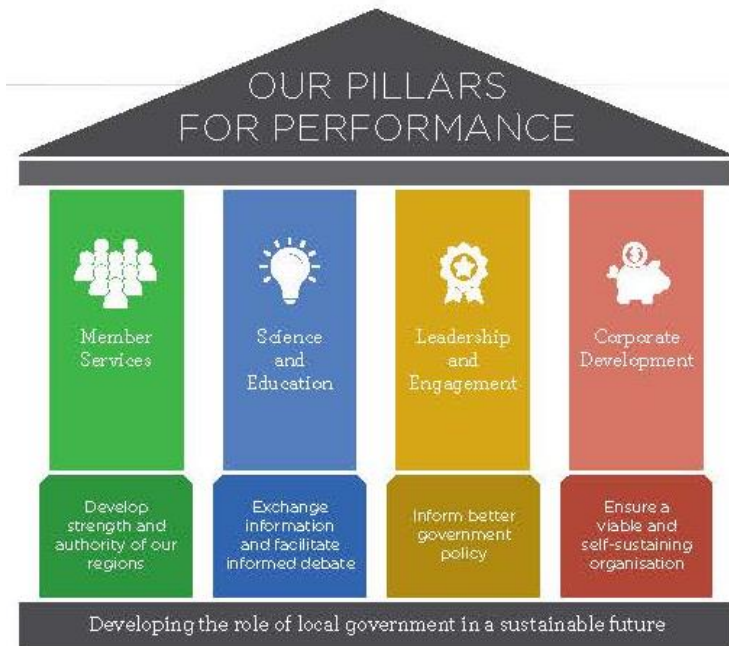 OUR PILLARS
FOR PERFORMANCE
Member
Services
Science
and
Education
Leadership
and
Engagement
Corporate
Development
Develop
strength and
authority of our
regions
Exchange
information
and facilitate
informed debate
Inform better
government
policy
Ensure a
viable and
self-sustaining
organisation
Developing the role of local government in a sustainable future